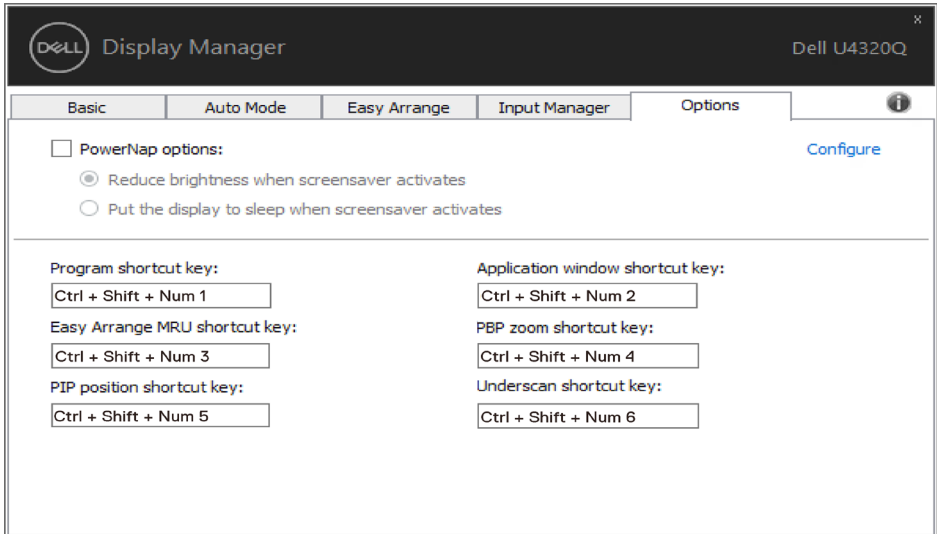 x
DELL Display Manager
Dell U4320Q
Basic Auto Mode Easy Arrange Input Manager Options i
PowerNap options: Configure
Reduce brightness when screensaver activates
Put the display to sleep when screensaver activates
Program shortcut key: Application window shortcut key:
Ctrl + Shift + Num 1 Ctrl + Shift + Num 2
Easy Arrange MRU shortcut key: PBP zoom shortcut key:
Ctrl + Shift + Num 3 Ctrl + Shift + Num 4
PIP position shortcut key: Underscan shortcut key:
Ctrl + Shift + Num 5 Ctrl + Shift + Num 6